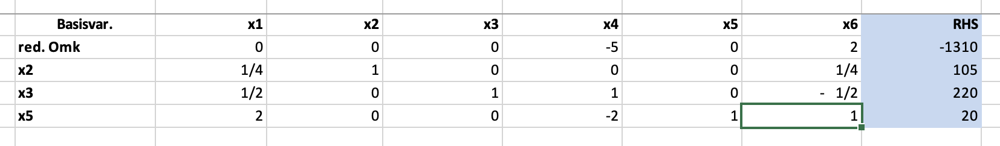 Basisvar. x1 x2 x3 x4 x5 x6 RHS
red. Omk 0 0 0 -5 0 2 -1310
x2 1/4 1 0 0 0 1/4 105
x3 1/2 0 1 1 0 - 1/2 220
x5 2 0 0 -2 1 1 20